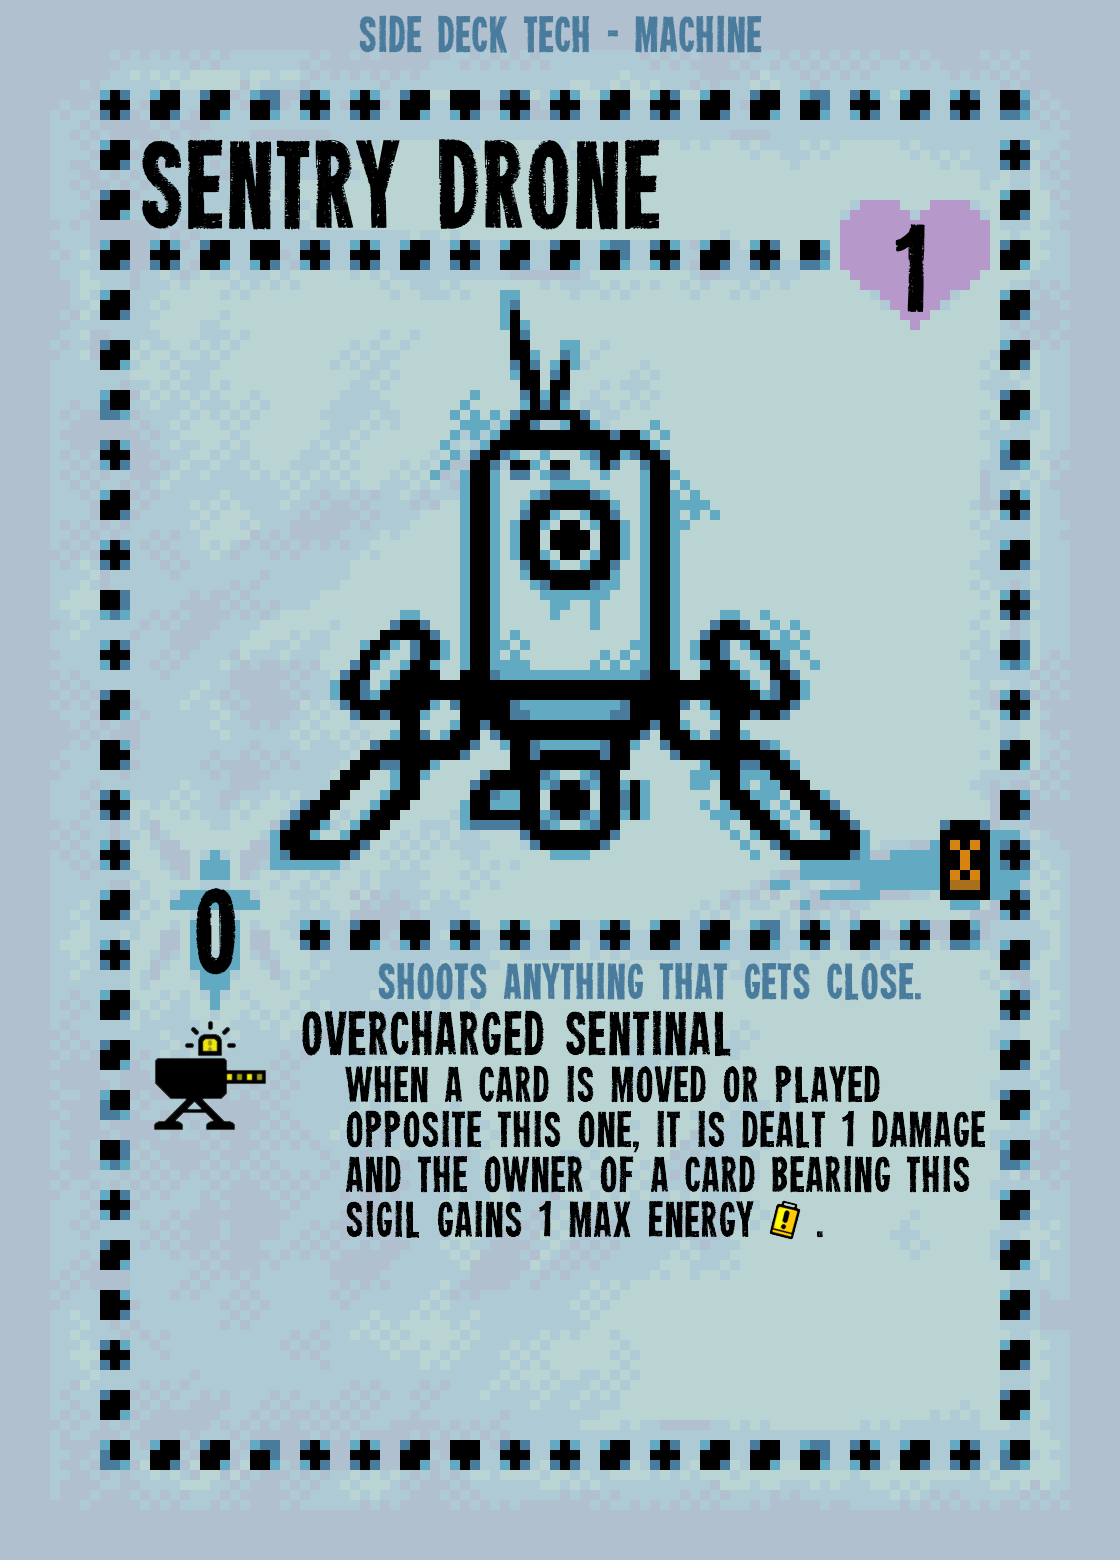 SIDE DECK TECH - MACHINE
SENTRY DRONE
1
0
SHOOTS ANYTHING THAT GETS CLOSE.
OVERCHARGED SENTINAL
WHEN A CARD IS MOVED OR PLAYED
OPPOSITE THIS ONE, IT IS DEALT 1 DAMAGE
AND THE OWNER OF A CARD BEARING THIS
SIGIL GAINS 1 MAX ENERGY .